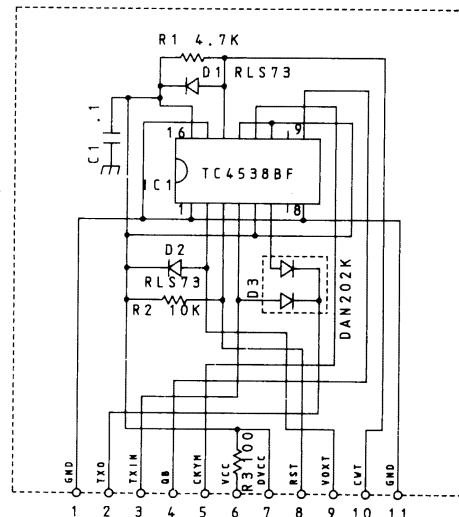 R1 4.7K
D1 RLS73
C1 .1
16
9
IC1
TC4538BF
1
8
D2
RLS73
R2 10K
D3
DAN202K
R3 100
GND
TXO
TXIN
QB
CKYM
VCC
DVCC
RST
VOXT
CWT
GND
1 2 3 4 5 6 7 8 9 10 11